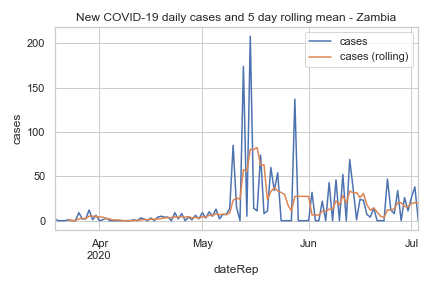 New COVID-19 daily cases and 5 day rolling mean - Zambia
cases
cases (rolling)
200
150
100
50
0
cases
Apr
2020
May
Jun
Jul
dateRep